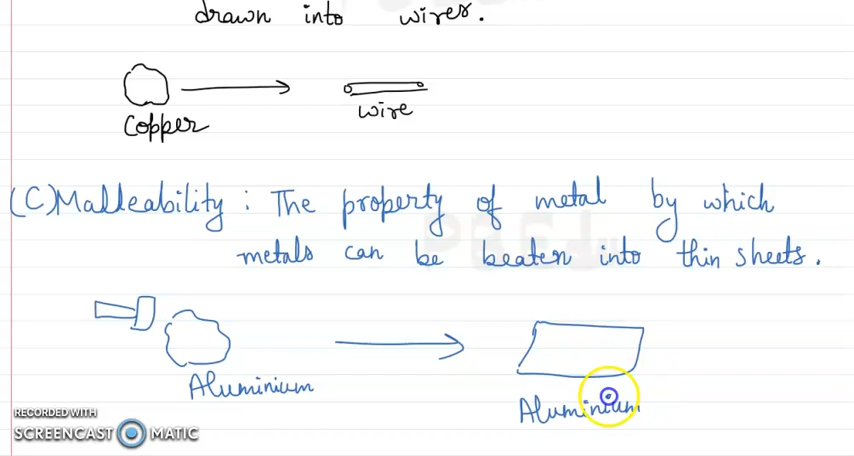 drawn into wires.
Copper
wire
(C) Malleability : The property of metal by which
metals can be beaten into thin sheets.
Aluminium
Aluminium
RECORDED WITH
SCREENCAST MATIC